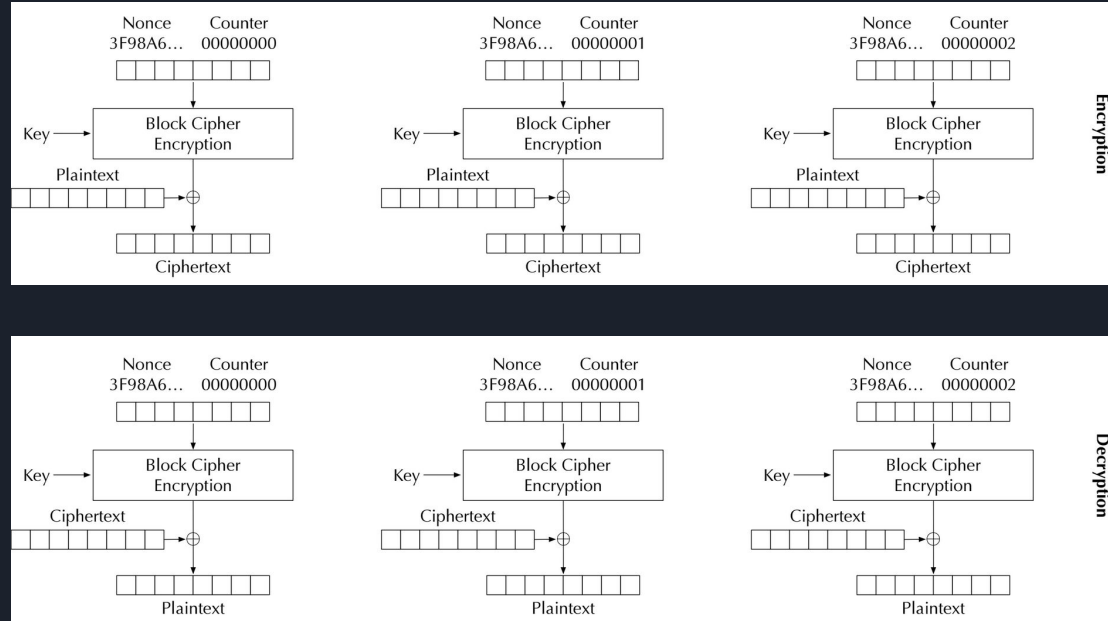 Nonce Counter
3F98A6... 00000000
Nonce Counter
3F98A6... 00000001
Nonce Counter
3F98A6... 00000002
Key
Block Cipher
Encryption
Key
Block Cipher
Encryption
Key
Block Cipher
Encryption
Plaintext
Plaintext
Plaintext
Ciphertext
Ciphertext
Ciphertext
Encryption
Nonce Counter
3F98A6... 00000000
Nonce Counter
3F98A6... 00000001
Nonce Counter
3F98A6... 00000002
Key
Block Cipher
Encryption
Key
Block Cipher
Encryption
Key
Block Cipher
Encryption
Ciphertext
Ciphertext
Ciphertext
Plaintext
Plaintext
Plaintext
Decryption